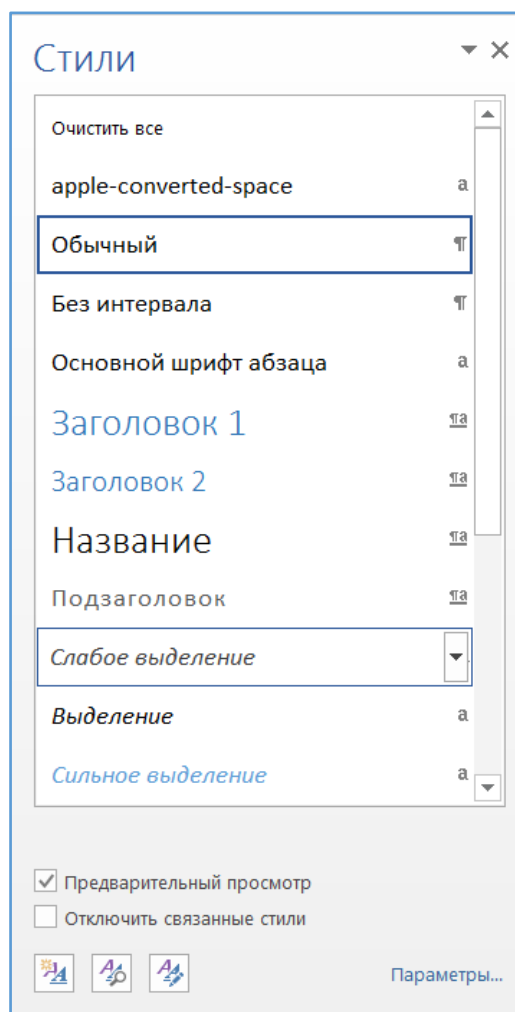 Стили
Очистить все
apple-converted-space a
Обычный ¶
Без интервала ¶
Основной шрифт абзаца a
Заголовок 1 ¶a
Заголовок 2 ¶a
Название ¶a
Подзаголовок ¶a
Слабое выделение
Выделение a
Сильное выделение a
Предварительный просмотр
Отключить связанные стили
Параметры...